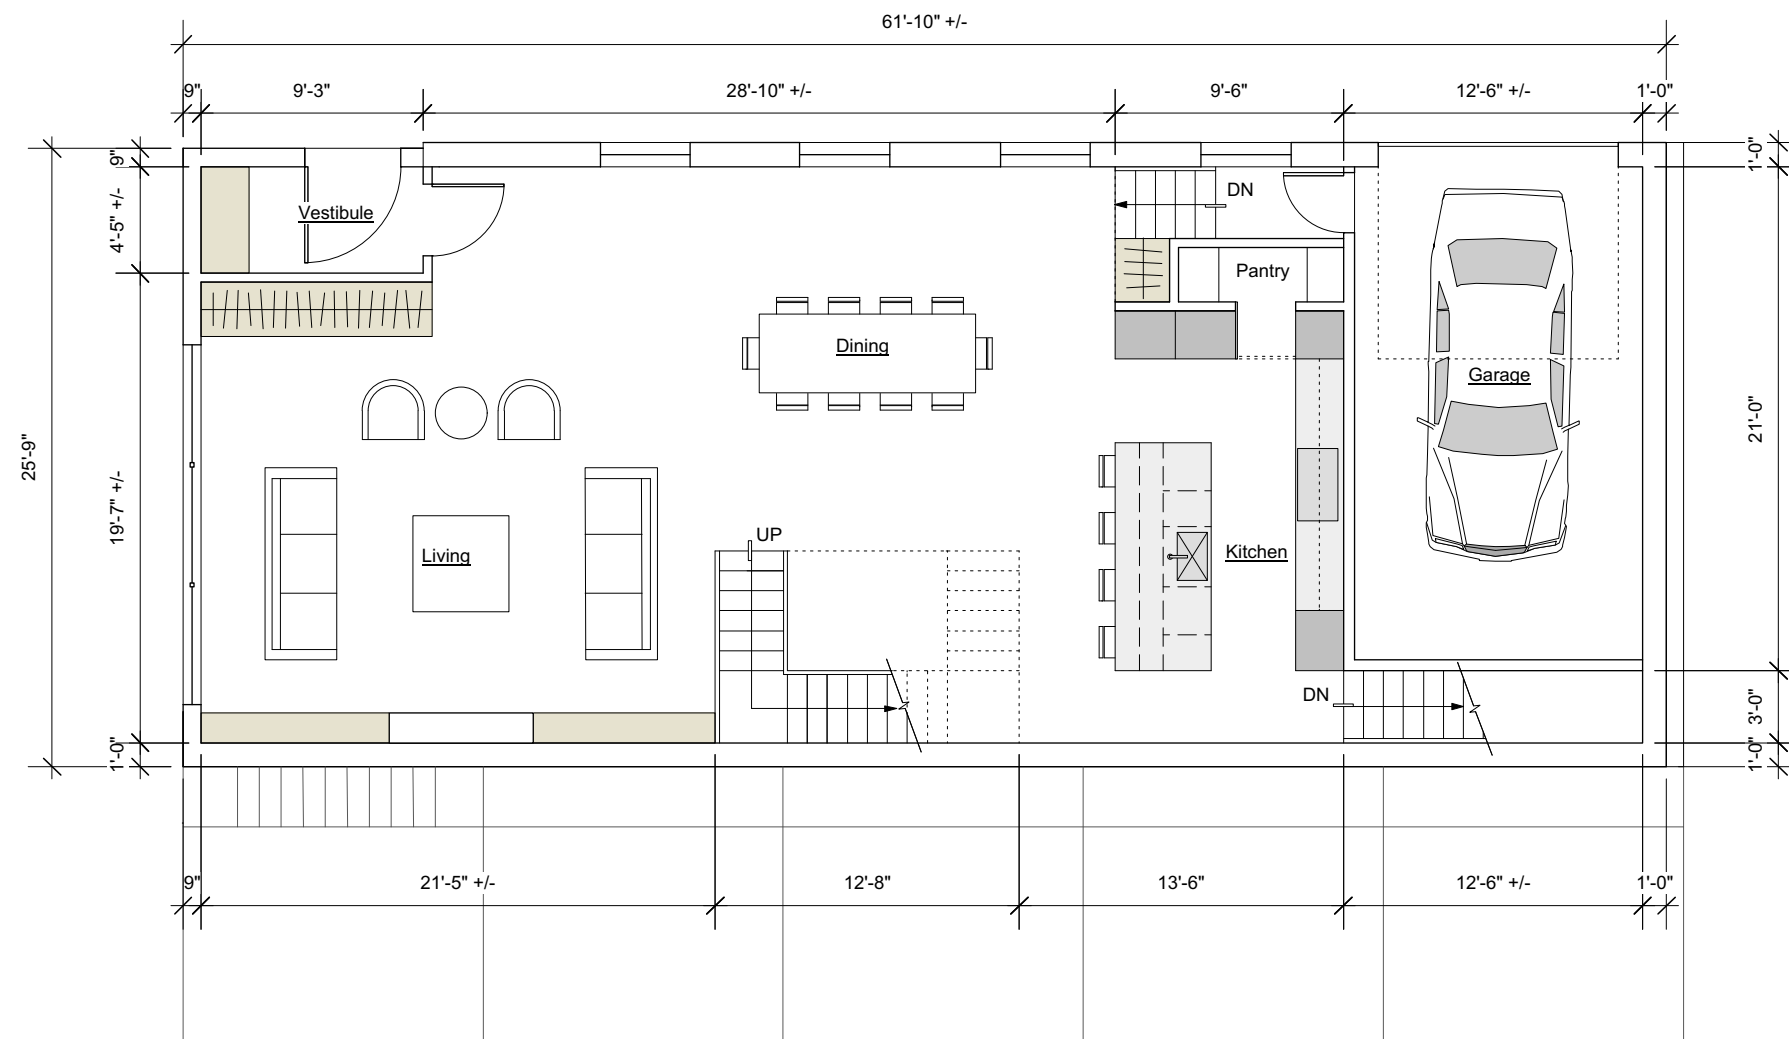 61'-10" +/-
9" 9'-3" 28'-10" +/- 9'-6" 12'-6" +/- 1'-0"
9" 1'-0"
DN
4'-5" +/- Vestibule
Pantry
Dining
Garage
25'-9" 21'-0"
19'-7" +/-
UP
Living Kitchen
DN
3'-0"
1'-0" 1'-0"
9" 21'-5" +/- 12'-8" 13'-6" 12'-6" +/- 1'-0"